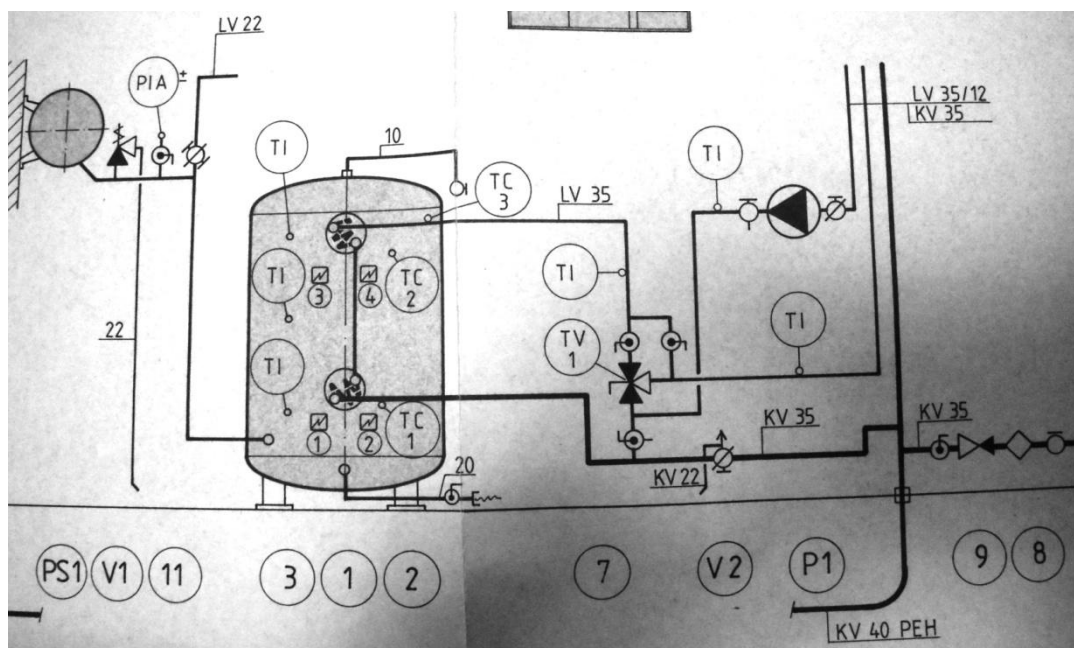 LV 22
PIA ±
LV 35/12
KV 35
10
TI
TI
TC
3
LV 35
TI
3
4
TC
2
TI
22
TV
1
TI
TI
1
2
TC
1
KV 35
KV 35
20
KV 22
PS1
V1
11
3
1
2
7
V2
P1
9
8
KV 40 PEH